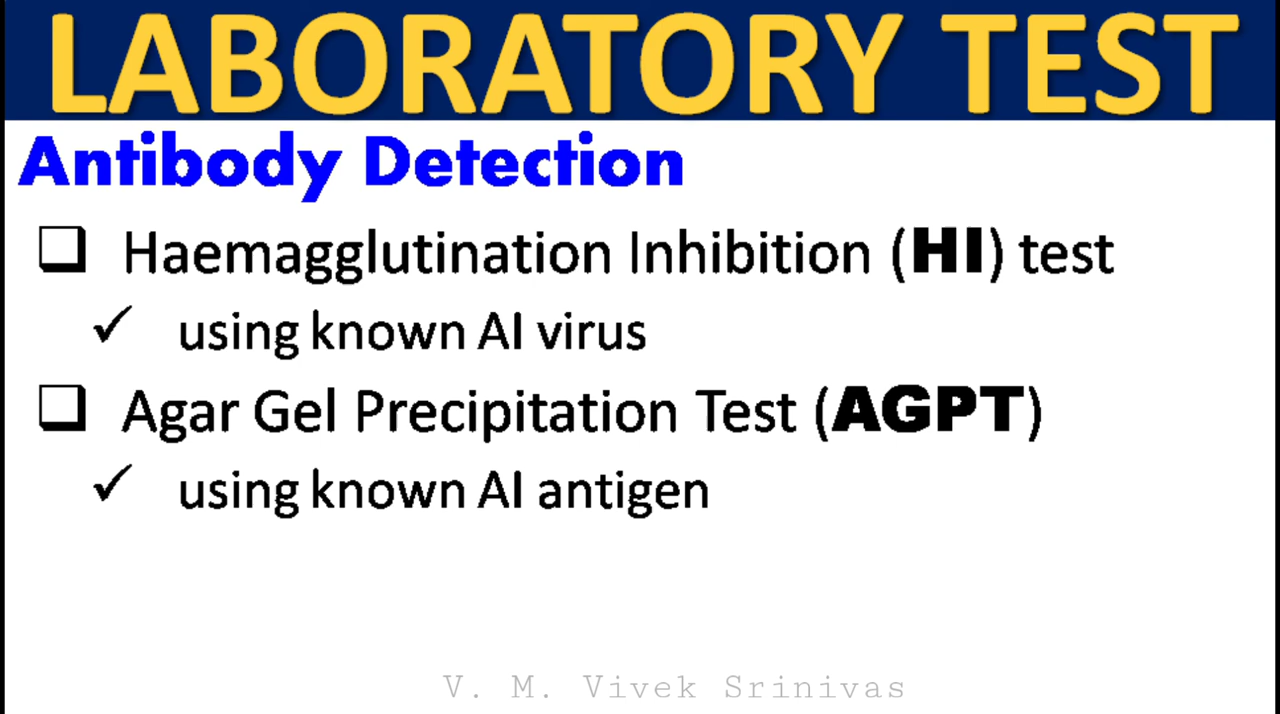 LABORATORY TEST
Antibody Detection
❑ Haemagglutination Inhibition (HI) test
✓ using known AI virus
❑ Agar Gel Precipitation Test (AGPT)
✓ using known AI antigen
V. M. Vivek Srinivas